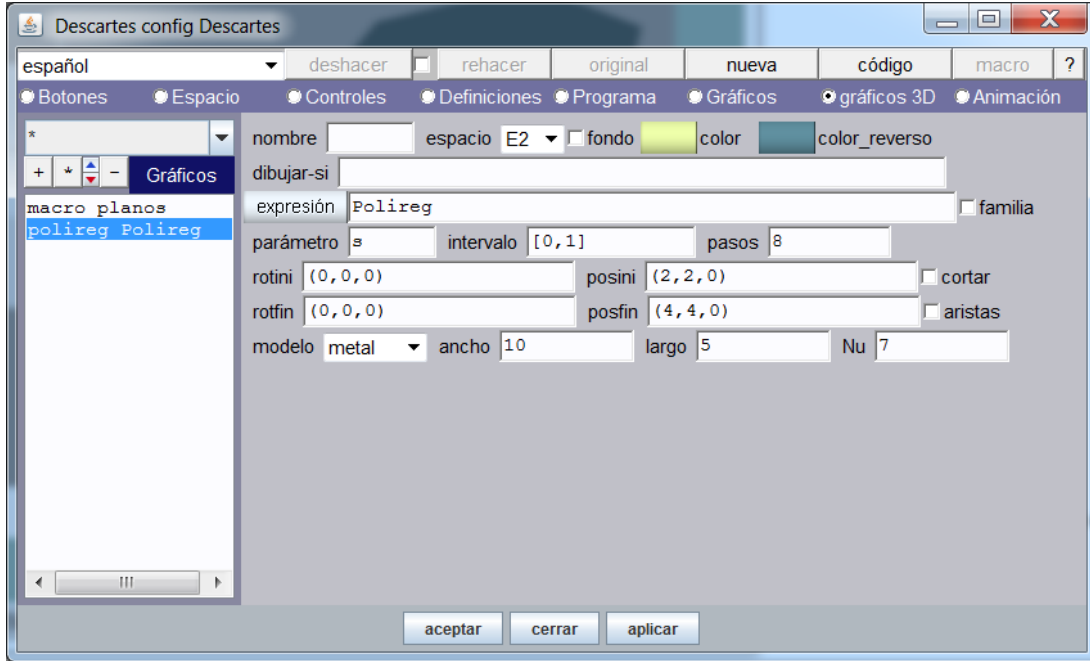 Descartes config Descartes
español deshacer rehacer original nueva código macro ?
Botones Espacio Controles Definiciones Programa Gráficos gráficos 3D Animación
* nombre espacio E2 fondo color color_reverso
+ * - Gráficos dibujar-si
macro planos expresión Polireg familia
polireg Polireg parámetro s intervalo [0,1] pasos 8
rotini (0,0,0) posini (2,2,0) cortar
rotfin (0,0,0) posfin (4,4,0) aristas
modelo metal ancho 10 largo 5 Nu 7
aceptar cerrar aplicar